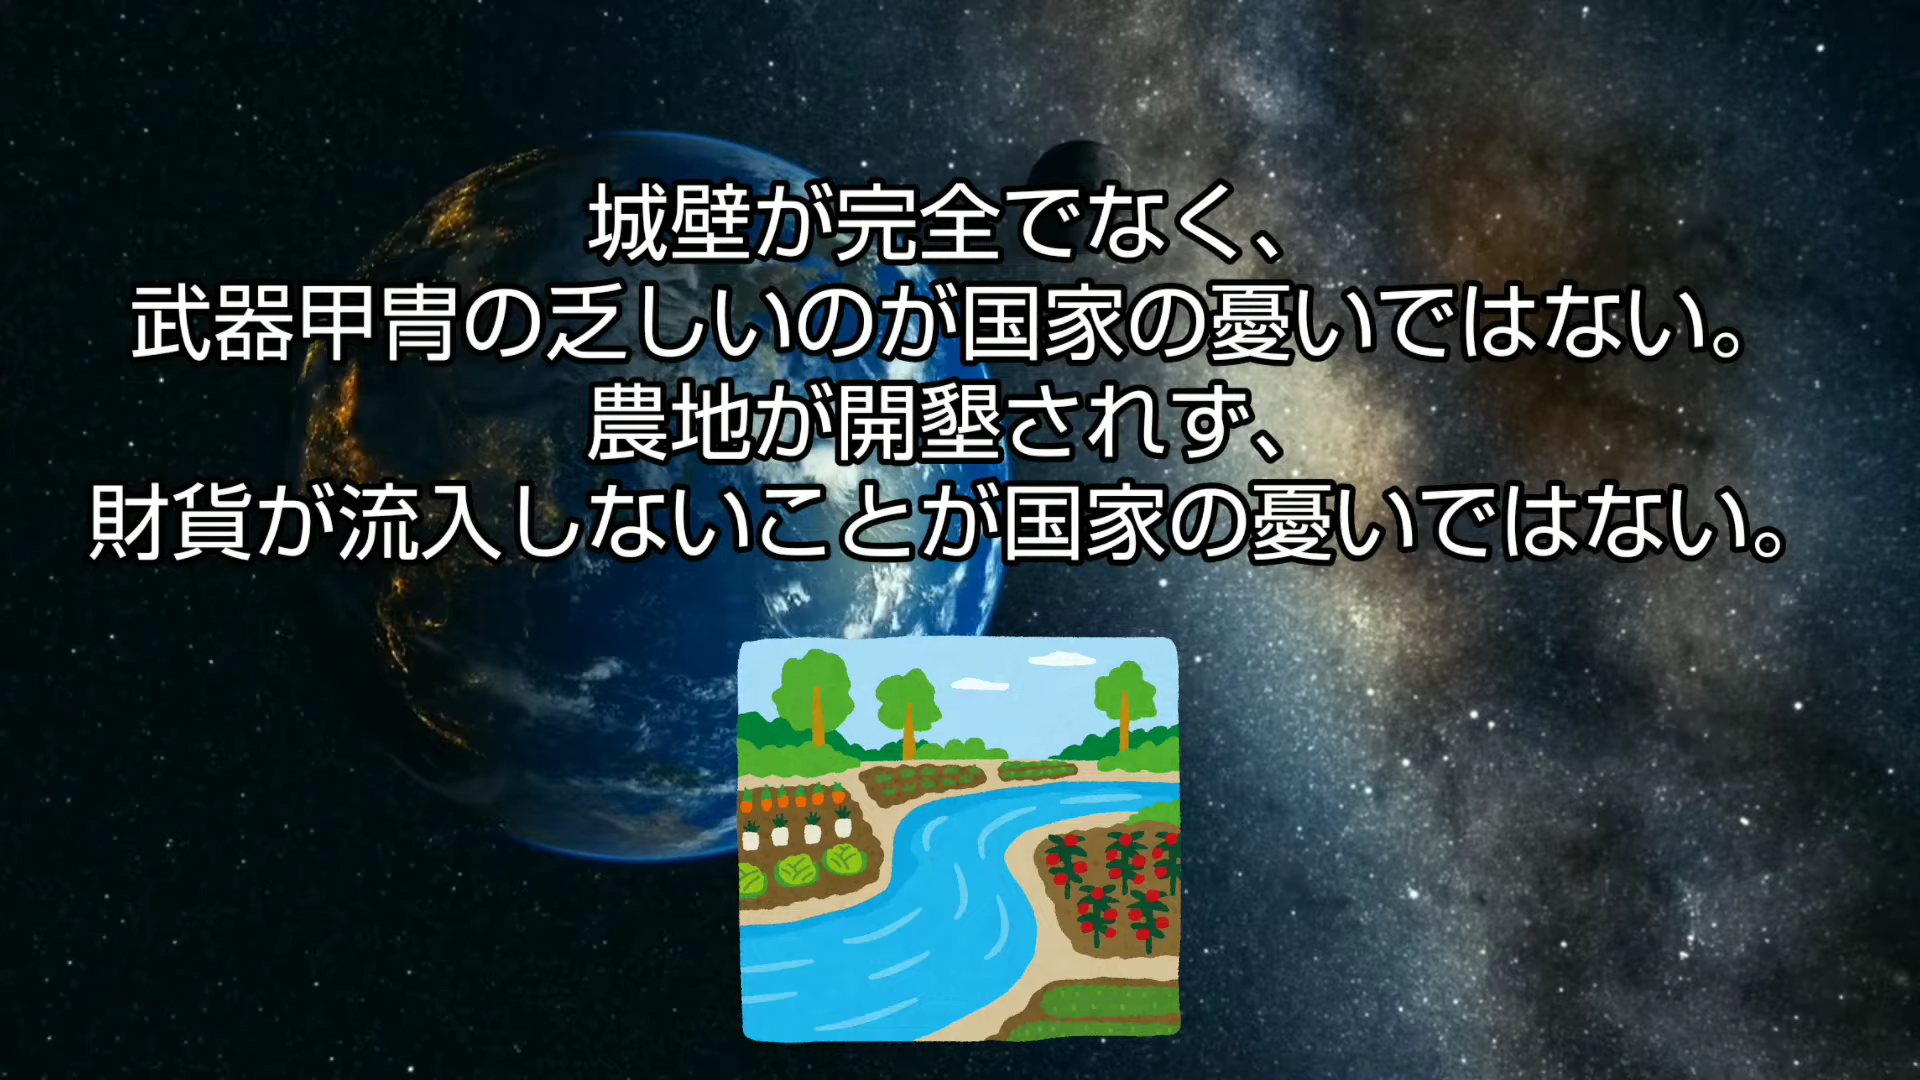 城壁が完全でなく、
武器甲冑の乏しいのが国家の憂いではない。
農地が開墾されず、
財貨が流入しないことが国家の憂いではない。